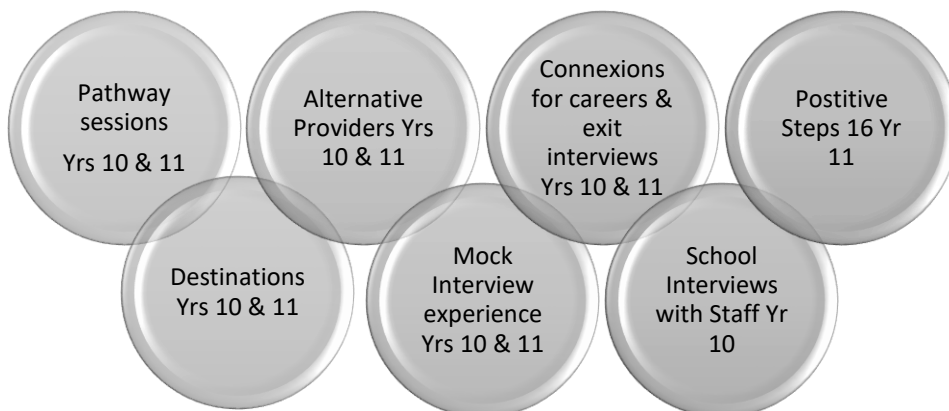 Pathway
sessions
Yrs 10 & 11
Alternative
Providers Yrs
10 & 11
Connexions
for careers &
exit
interviews
Yrs 10 & 11
Postitive
Steps 16 Yr
11
Destinations
Yrs 10 & 11
Mock
Interview
experience
Yrs 10 & 11
School
Interviews
with Staff Yr
10